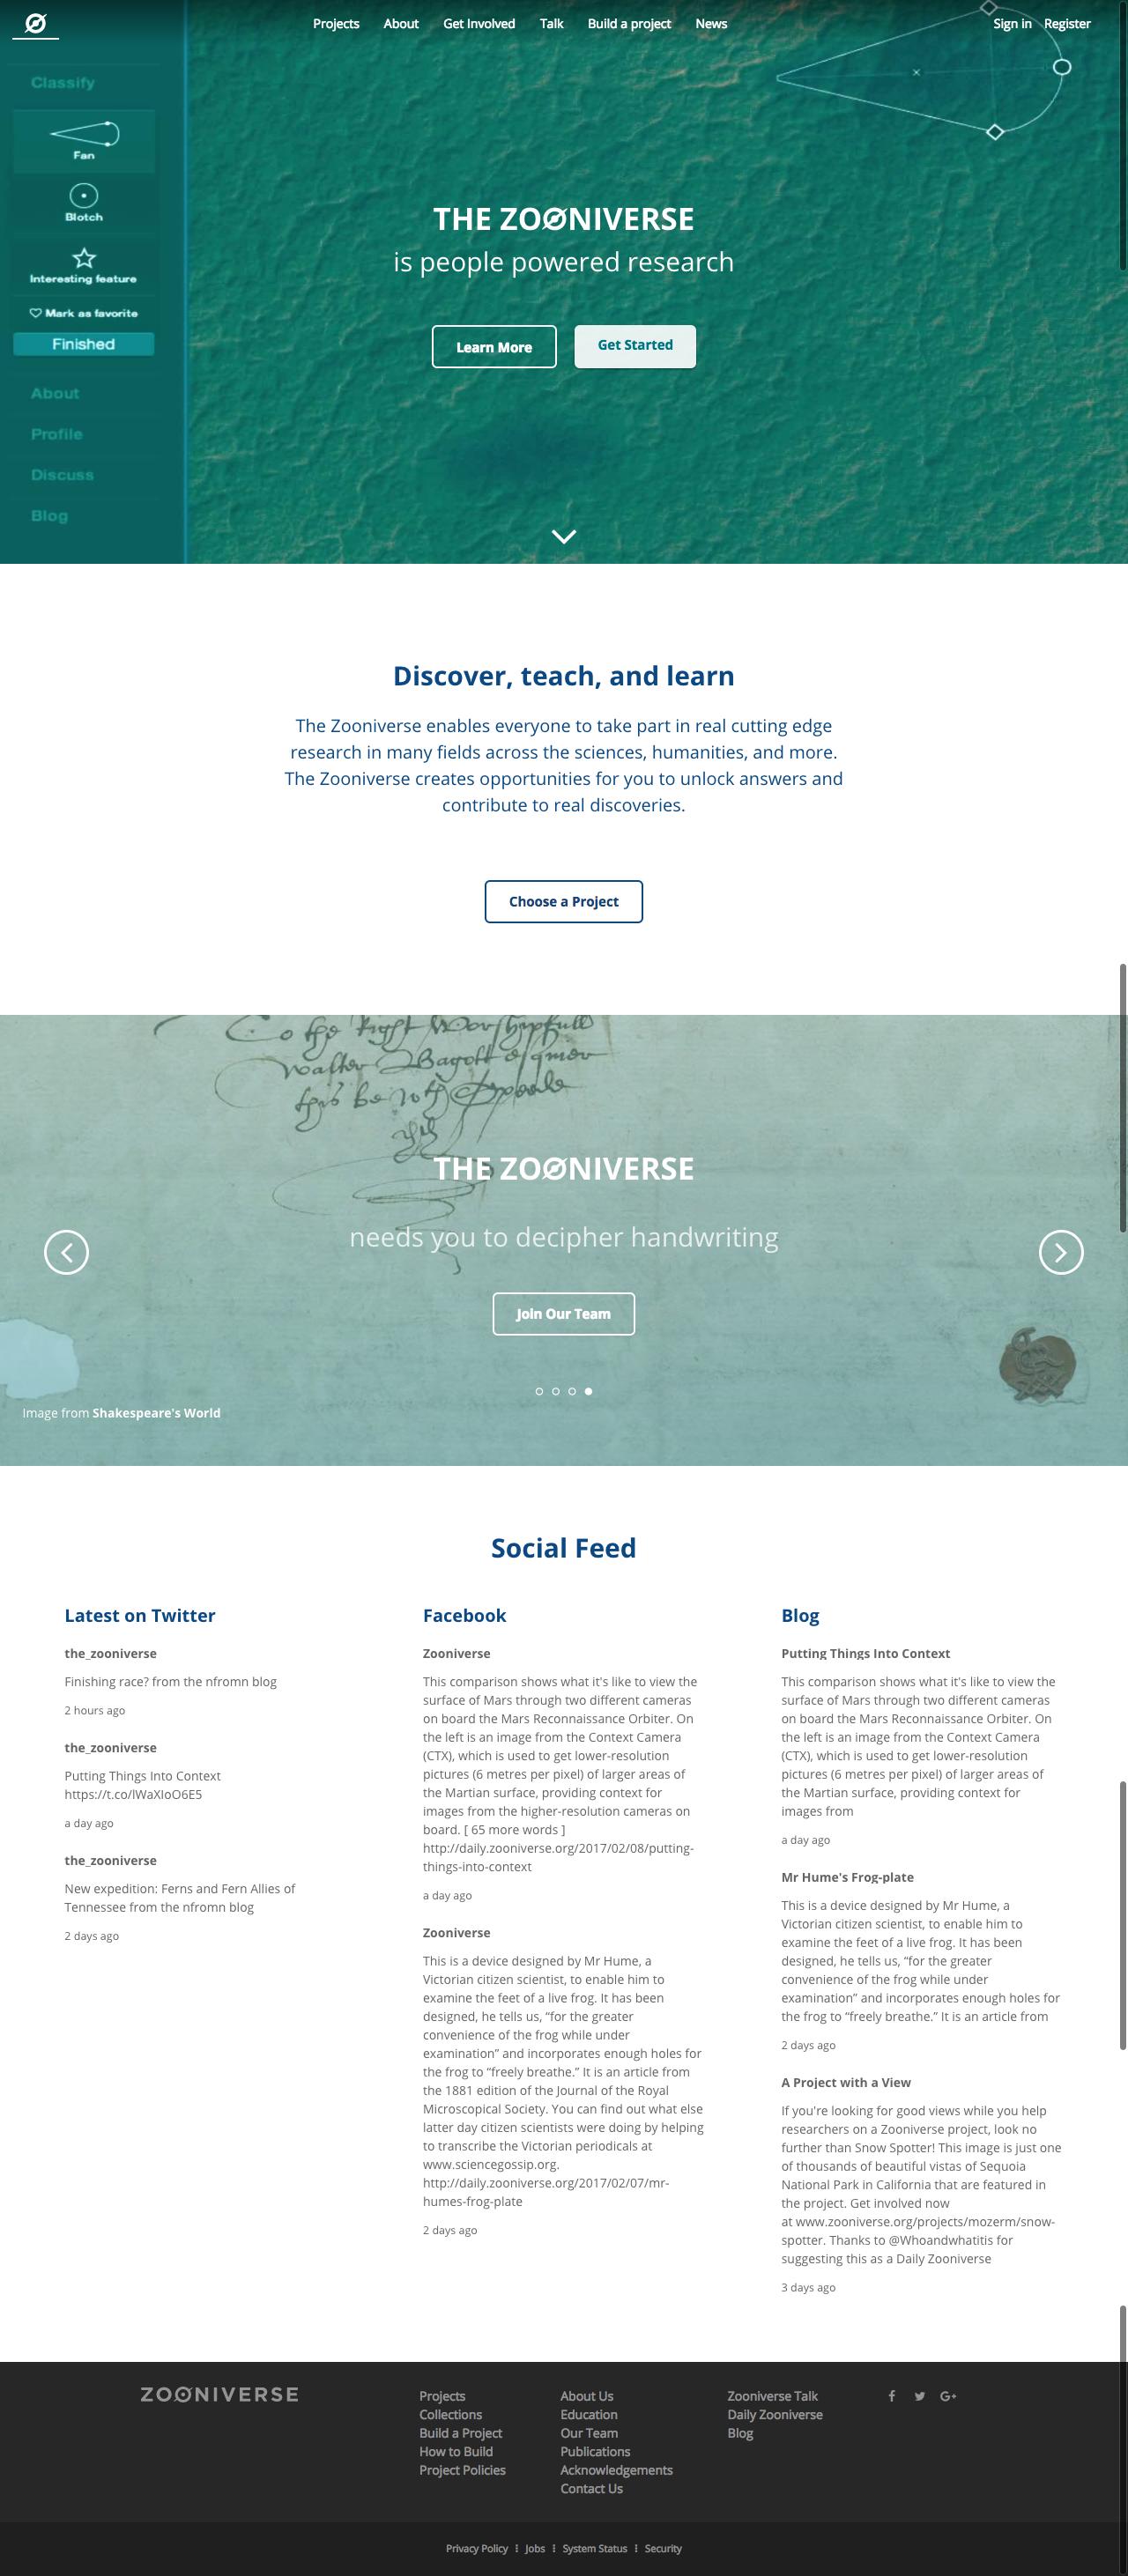 Projects About Get Involved Talk Build a project News Sign in Register
Classify
Fan
Blotch
Interesting feature
Mark as favorite
Finished
About
Profile
Discuss
Blog
THE ZOONIVERSE
is people powered research
Learn More Get Started
Discover, teach, and learn
The Zooniverse enables everyone to take part in real cutting edge
research in many fields across the sciences, humanities, and more.
The Zooniverse creates opportunities for you to unlock answers and
contribute to real discoveries.
Choose a Project
To the Right Worshipfull
Walter Bagott
THE ZOONIVERSE
needs you to decipher handwriting
Join Our Team
Image from Shakespeare's World
Social Feed
Latest on Twitter
the_zooniverse
Finishing race? from the nfromn blog
2 hours ago
the_zooniverse
Putting Things Into Context
https://t.co/lWaXIoO6E5
a day ago
the_zooniverse
New expedition: Ferns and Fern Allies of
Tennessee from the nfromn blog
2 days ago
Facebook
Zooniverse
This comparison shows what it's like to view the
surface of Mars through two different cameras
on board the Mars Reconnaissance Orbiter. On
the left is an image from the Context Camera
(CTX), which is used to get lower-resolution
pictures (6 metres per pixel) of larger areas of
the Martian surface, providing context for
images from the higher-resolution cameras on
board. [ 65 more words ]
http://daily.zooniverse.org/2017/02/08/putting-
things-into-context
a day ago
Zooniverse
This is a device designed by Mr Hume, a
Victorian citizen scientist, to enable him to
examine the feet of a live frog. It has been
designed, he tells us, “for the greater
convenience of the frog while under
examination” and incorporates enough holes for
the frog to “freely breathe.” It is an article from
the 1881 edition of the Journal of the Royal
Microscopical Society. You can find out what else
latter day citizen scientists were doing by helping
to transcribe the Victorian periodicals at
www.sciencegossip.org.
http://daily.zooniverse.org/2017/02/07/mr-
humes-frog-plate
2 days ago
Blog
Putting Things Into Context
This comparison shows what it's like to view the
surface of Mars through two different cameras
on board the Mars Reconnaissance Orbiter. On
the left is an image from the Context Camera
(CTX), which is used to get lower-resolution
pictures (6 metres per pixel) of larger areas of
the Martian surface, providing context for
images from
a day ago
Mr Hume's Frog-plate
This is a device designed by Mr Hume, a
Victorian citizen scientist, to enable him to
examine the feet of a live frog. It has been
designed, he tells us, “for the greater
convenience of the frog while under
examination” and incorporates enough holes for
the frog to “freely breathe.” It is an article from
2 days ago
A Project with a View
If you're looking for good views while you help
researchers on a Zooniverse project, look no
further than Snow Spotter! This image is just one
of thousands of beautiful vistas of Sequoia
National Park in California that are featured in
the project. Get involved now
at www.zooniverse.org/projects/mozerm/snow-
spotter. Thanks to @Whoandwhatitis for
suggesting this as a Daily Zooniverse
3 days ago
ZOONIVERSE
Projects
Collections
Build a Project
How to Build
Project Policies
About Us
Education
Our Team
Publications
Acknowledgements
Contact Us
Zooniverse Talk
Daily Zooniverse
Blog
Privacy Policy Jobs System Status Security